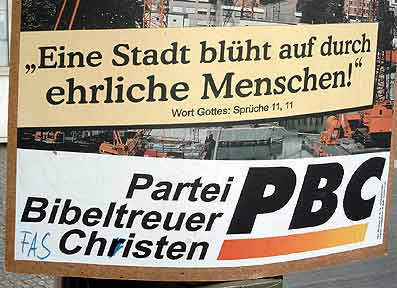 „Eine Stadt blüht auf durch
ehrliche Menschen!"
Wort Gottes: Sprüche 11, 11
Partei
Bibeltreuer
Christen
PBC
FAS